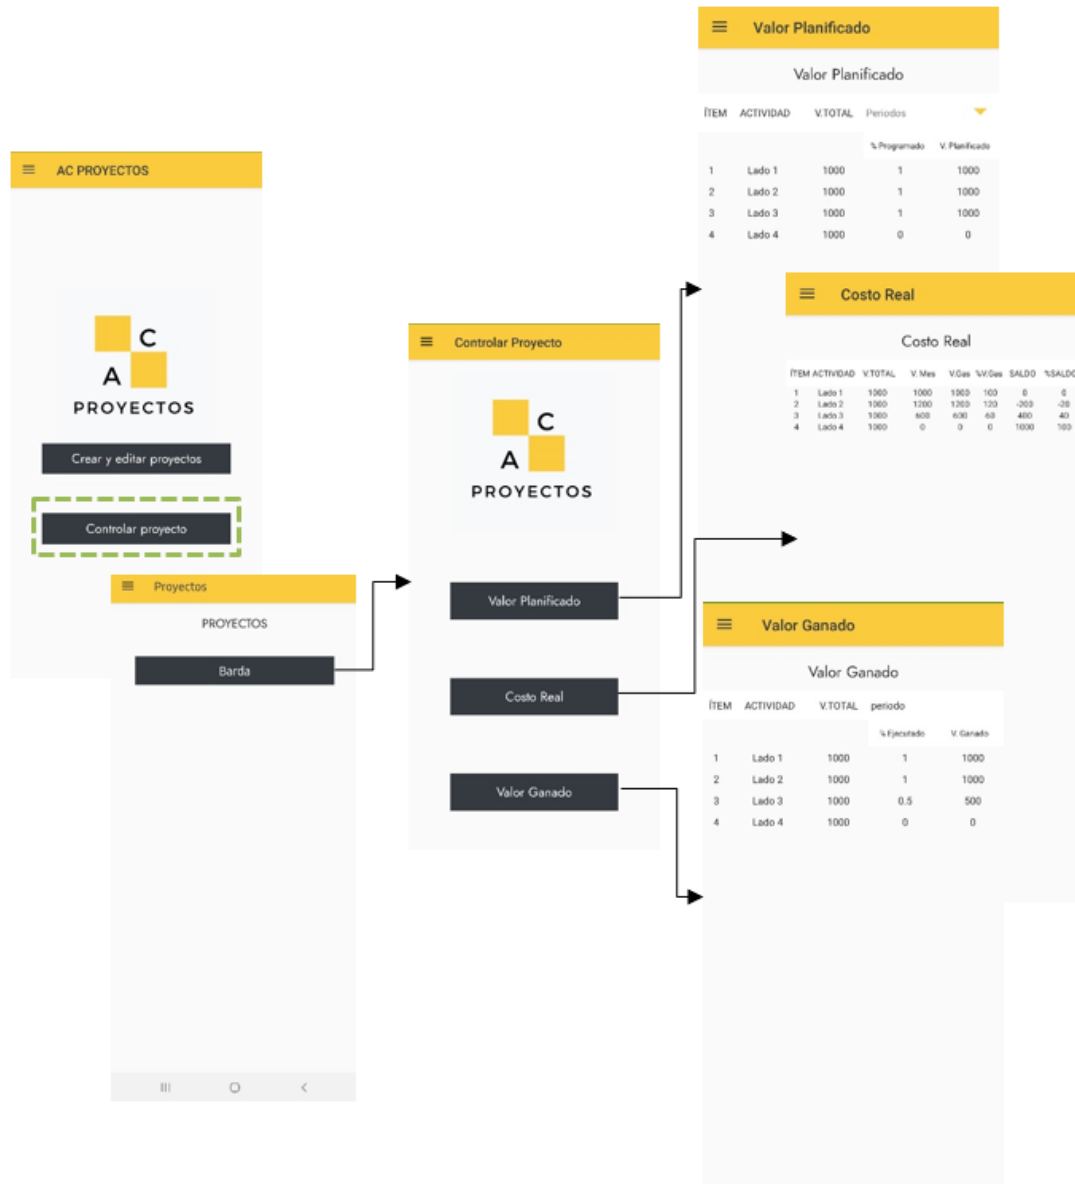 AC PROYECTOS
C
A
PROYECTOS
Crear y editar proyectos
Controlar proyecto
Proyectos
PROYECTOS
Barda
Controlar Proyecto
C
A
PROYECTOS
Valor Planificado
Costo Real
Valor Ganado
Valor Planificado
Valor Planificado
ÍTEM ACTIVIDAD V.TOTAL Periodos
% Programado V. Planificado
1 Lado 1 1000 1 1000
2 Lado 2 1000 1 1000
3 Lado 3 1000 1 1000
4 Lado 4 1000 0 0
Costo Real
Costo Real
ÍTEM ACTIVIDAD V.TOTAL V. Mes V.Gas %V.Gas SALDO %SALDO
1 Lado 1 1000 1000 1000 100 0 0
2 Lado 2 1000 1200 1200 120 -200 -20
3 Lado 3 1000 600 600 60 400 40
4 Lado 4 1000 0 0 0 1000 100
Valor Ganado
Valor Ganado
ÍTEM ACTIVIDAD V.TOTAL periodo
% Ejecutado V. Ganado
1 Lado 1 1000 1 1000
2 Lado 2 1000 1 1000
3 Lado 3 1000 0.5 500
4 Lado 4 1000 0 0